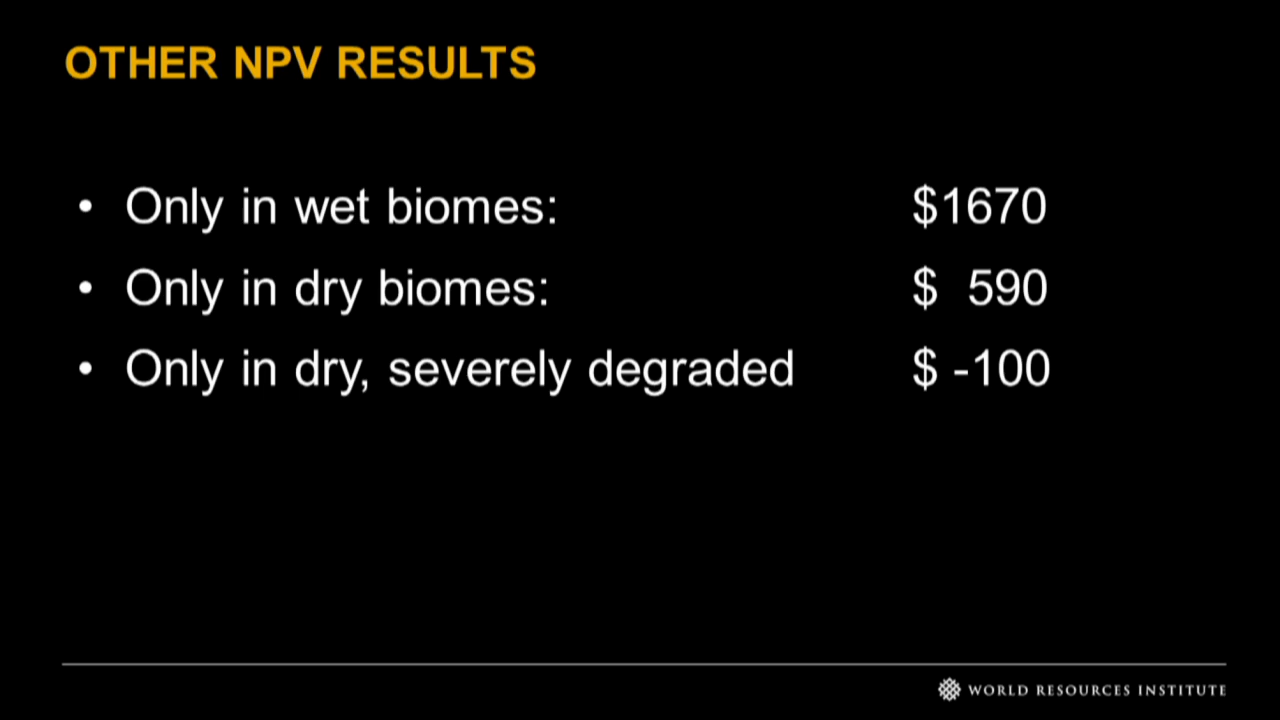 OTHER NPV RESULTS
• Only in wet biomes: $1670
• Only in dry biomes: $ 590
• Only in dry, severely degraded $ -100
WORLD RESOURCES INSTITUTE